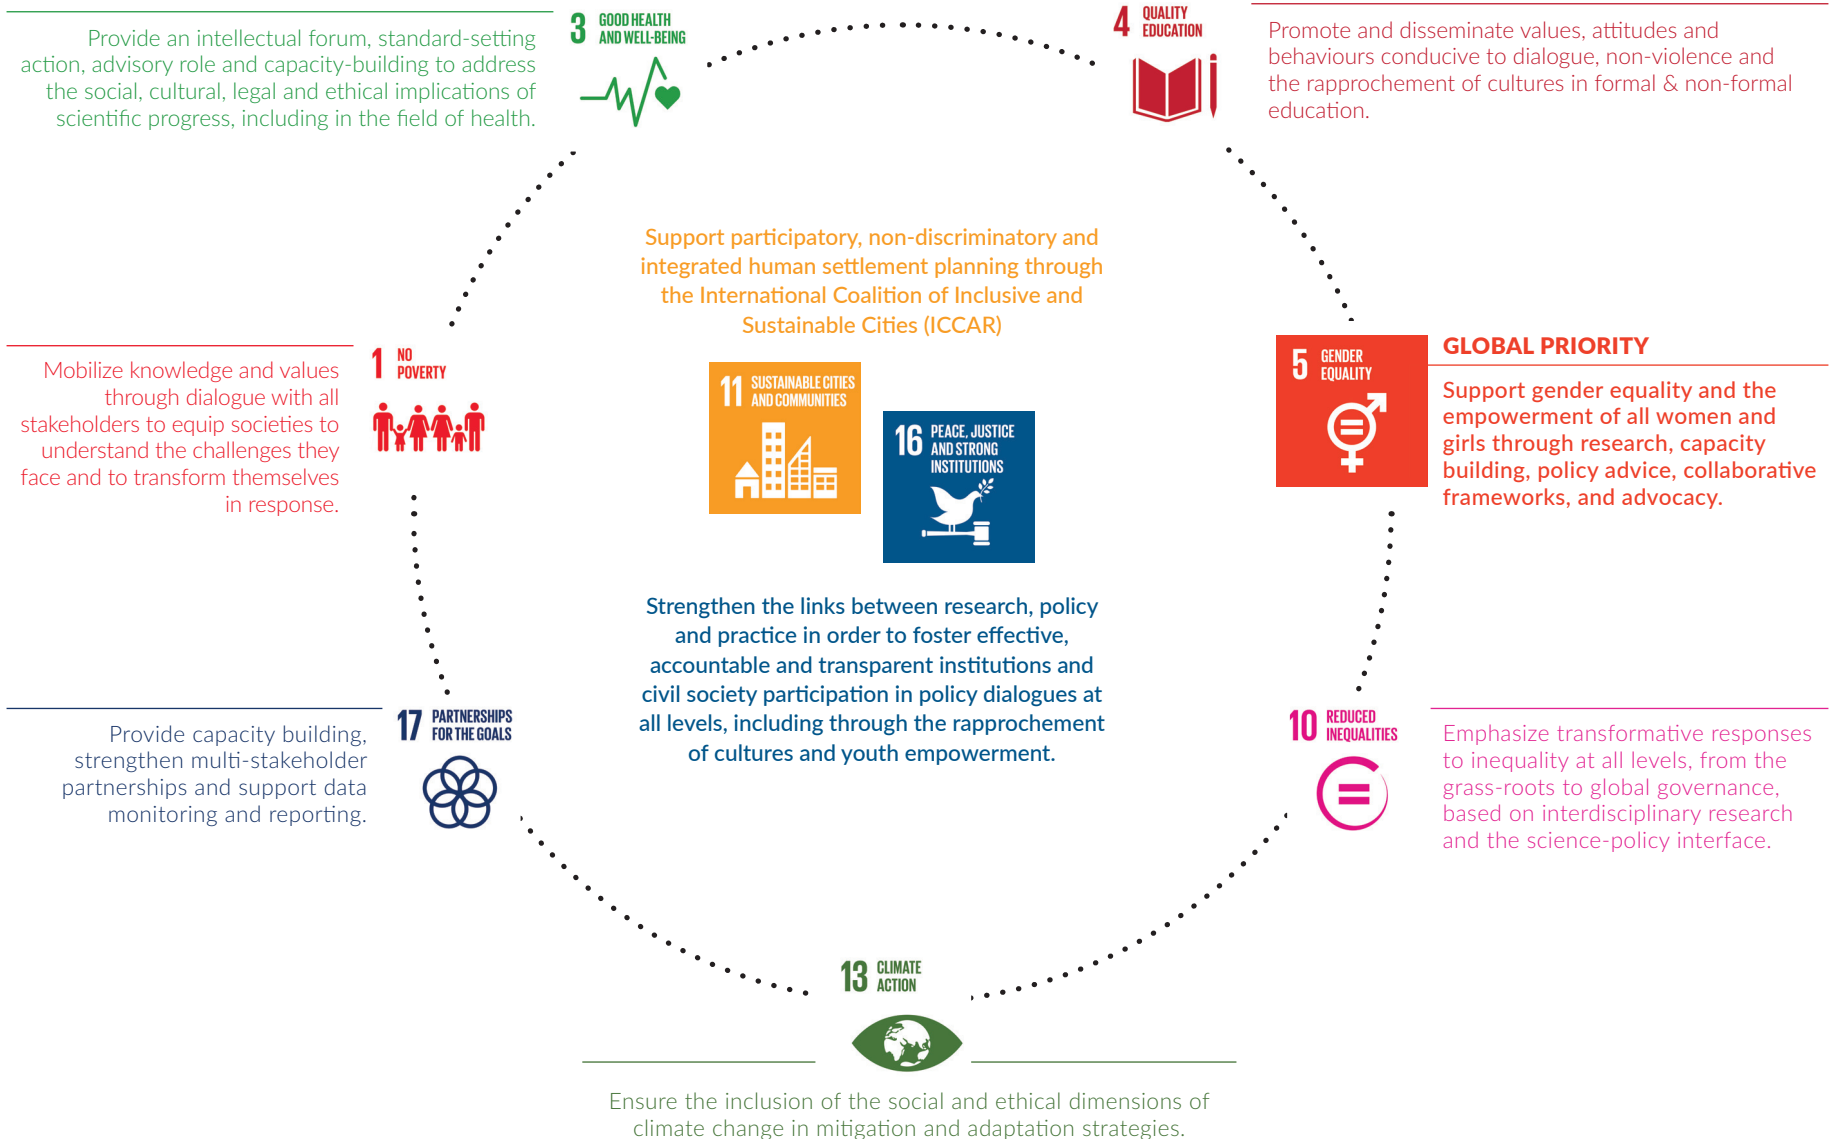 3 GOOD HEALTH
AND WELL-BEING
Provide an intellectual forum, standard-setting
action, advisory role and capacity-building to address
the social, cultural, legal and ethical implications of
scientific progress, including in the field of health.
4 QUALITY
EDUCATION
Promote and disseminate values, attitudes and
behaviours conducive to dialogue, non-violence and
the rapprochement of cultures in formal & non-formal
education.
Support participatory, non-discriminatory and
integrated human settlement planning through
the International Coalition of Inclusive and
Sustainable Cities (ICCAR)
1 NO
POVERTY
Mobilize knowledge and values
through dialogue with all
stakeholders to equip societies to
understand the challenges they
face and to transform themselves
in response.
11 SUSTAINABLE CITIES
AND COMMUNITIES
16 PEACE, JUSTICE
AND STRONG
INSTITUTIONS
5 GENDER
EQUALITY
GLOBAL PRIORITY
Support gender equality and the
empowerment of all women and
girls through research, capacity
building, policy advice, collaborative
frameworks, and advocacy.
Strengthen the links between research, policy
and practice in order to foster effective,
accountable and transparent institutions and
civil society participation in policy dialogues at
all levels, including through the rapprochement
of cultures and youth empowerment.
17 PARTNERSHIPS
FOR THE GOALS
Provide capacity building,
strengthen multi-stakeholder
partnerships and support data
monitoring and reporting.
10 REDUCED
INEQUALITIES
Emphasize transformative responses
to inequality at all levels, from the
grass-roots to global governance,
based on interdisciplinary research
and the science-policy interface.
13 CLIMATE
ACTION
Ensure the inclusion of the social and ethical dimensions of
climate change in mitigation and adaptation strategies.